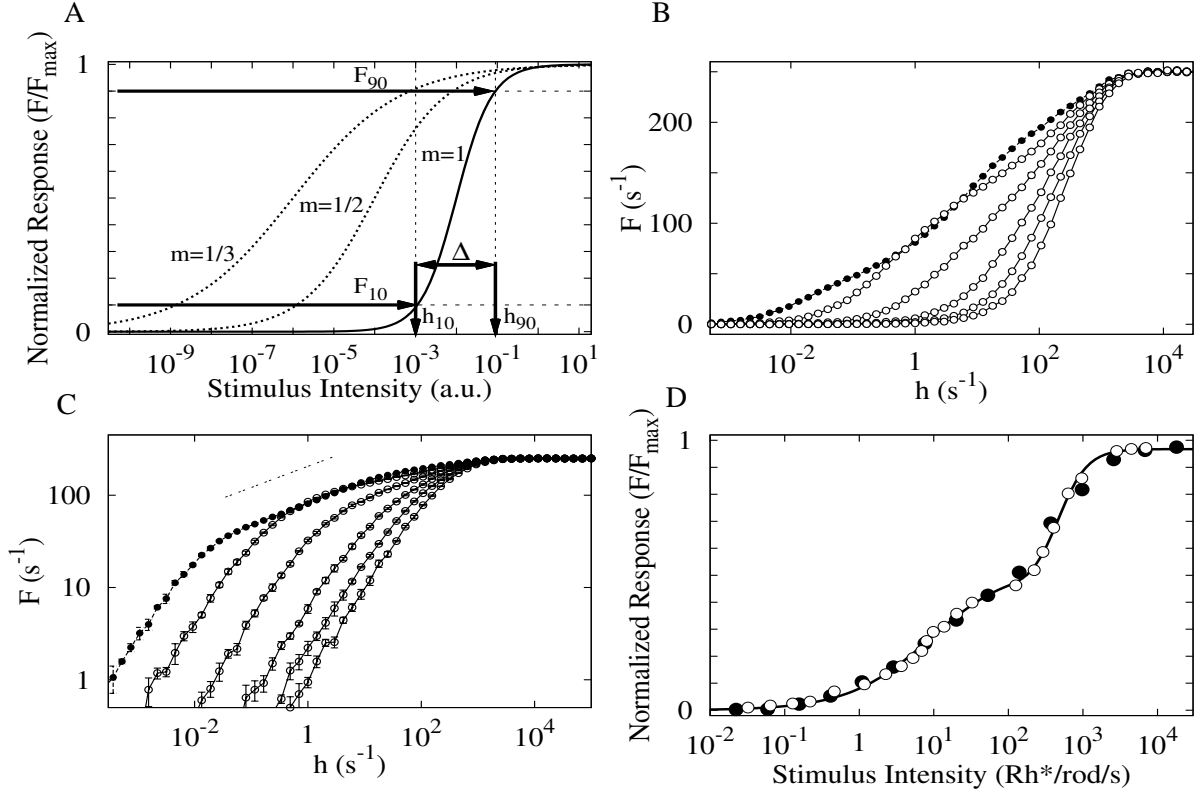 A
Normalized Response (F/Fmax)
1
0
F90
m=1
m=1/2
m=1/3
Δ
F10
h10
h90
10-9
10-7
10-5
10-3
10-1
101
Stimulus Intensity (a.u.)
B
F (s-1)
200
100
0
10-2
1
102
104
h (s-1)
C
F (s-1)
100
10
1
10-2
1
102
104
h (s-1)
D
Normalized Response (F/Fmax)
1
0
10-2
10-1
1
101
102
103
104
Stimulus Intensity (Rh*/rod/s)